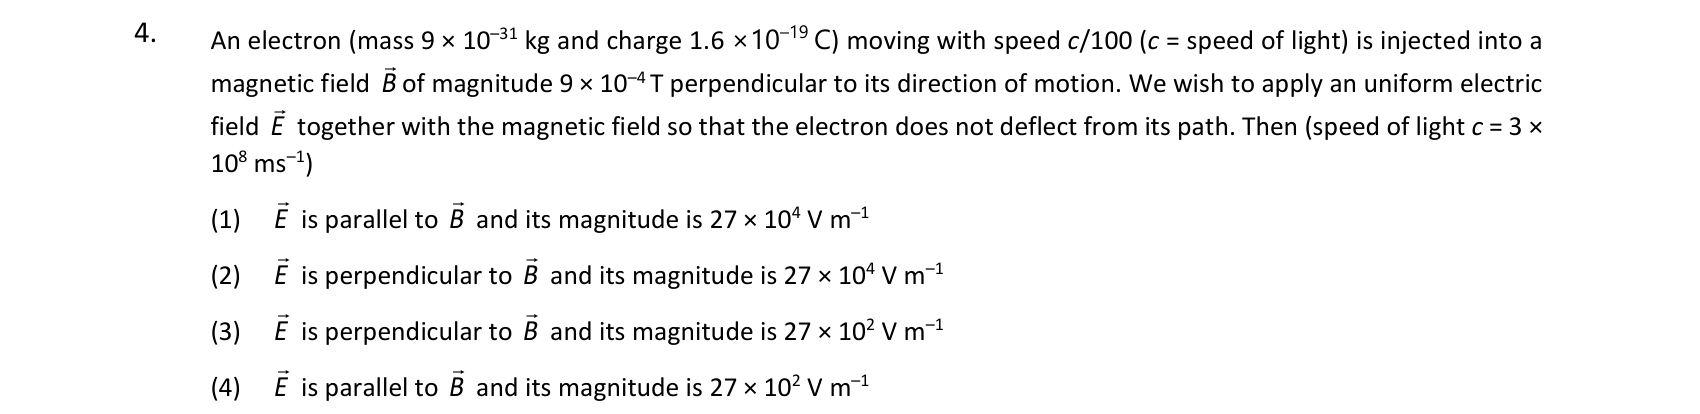 4.
An electron (mass 9 × 10⁻³¹ kg and charge 1.6 ×10⁻¹⁹ C) moving with speed c/100 (c = speed of light) is injected into a
magnetic field B⃗ of magnitude 9 × 10⁻⁴ T perpendicular to its direction of motion. We wish to apply an uniform electric
field E⃗ together with the magnetic field so that the electron does not deflect from its path. Then (speed of light c = 3 ×
10⁸ ms⁻¹)
(1) E⃗ is parallel to B⃗ and its magnitude is 27 × 10⁴ V m⁻¹
(2) E⃗ is perpendicular to B⃗ and its magnitude is 27 × 10⁴ V m⁻¹
(3) E⃗ is perpendicular to B⃗ and its magnitude is 27 × 10² V m⁻¹
(4) E⃗ is parallel to B⃗ and its magnitude is 27 × 10² V m⁻¹